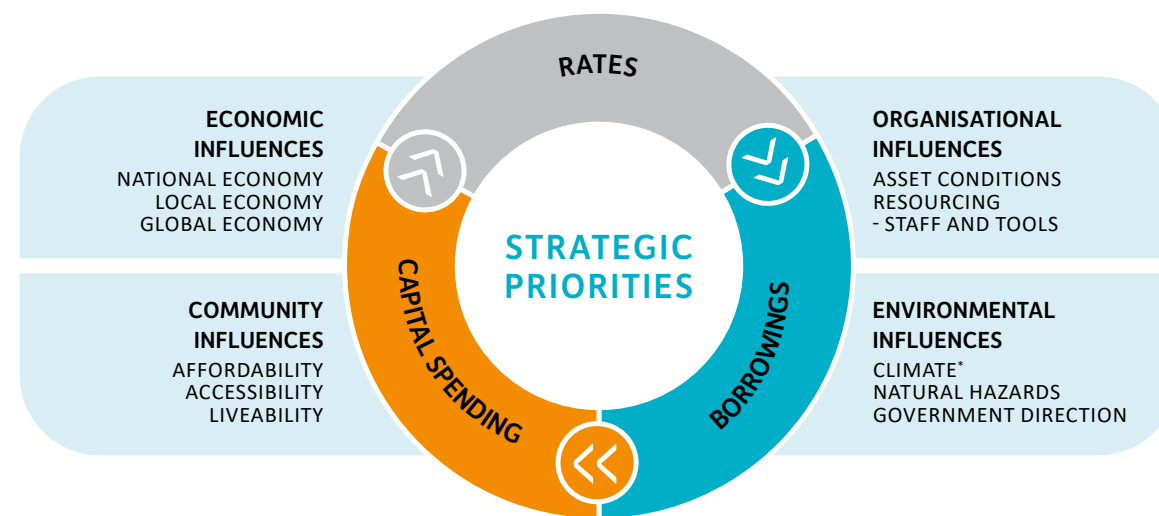 RATES
ECONOMIC
INFLUENCES
NATIONAL ECONOMY
LOCAL ECONOMY
GLOBAL ECONOMY
ORGANISATIONAL
INFLUENCES
ASSET CONDITIONS
RESOURCING
- STAFF AND TOOLS
STRATEGIC
PRIORITIES
CAPITAL SPENDING
BORROWINGS
COMMUNITY
INFLUENCES
AFFORDABILITY
ACCESSIBILITY
LIVEABILITY
ENVIRONMENTAL
INFLUENCES
CLIMATE*
NATURAL HAZARDS
GOVERNMENT DIRECTION